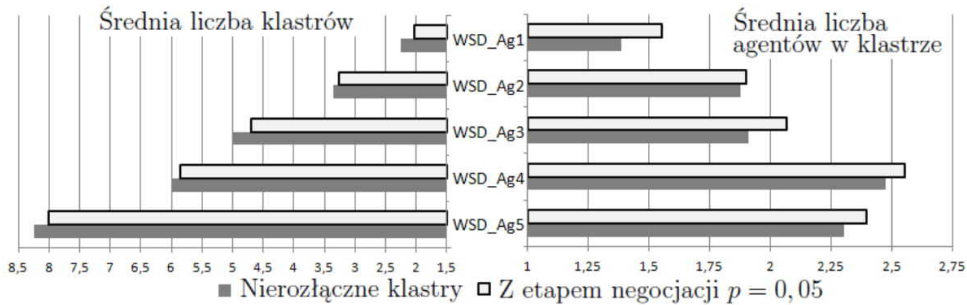 Średnia liczba klastrów
Średnia liczba
agentów w klastrze
WSD_Ag1
WSD_Ag2
WSD_Ag3
WSD_Ag4
WSD_Ag5
8,5 8 7,5 7 6,5 6 5,5 5 4,5 4 3,5 3 2,5 2 1,5
1 1,25 1,5 1,75 2 2,25 2,5 2,75
Nierozłączne klastry Z etapem negocjacji p = 0,05